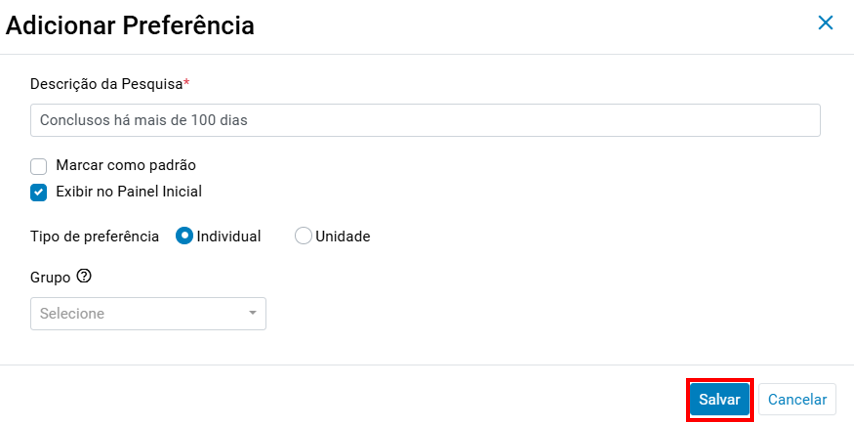 Adicionar Preferência
Descrição da Pesquisa*
Conclusos há mais de 100 dias
Marcar como padrão
Exibir no Painel Inicial
Tipo de preferência Individual Unidade
Grupo ?
Selecione
Salvar Cancelar